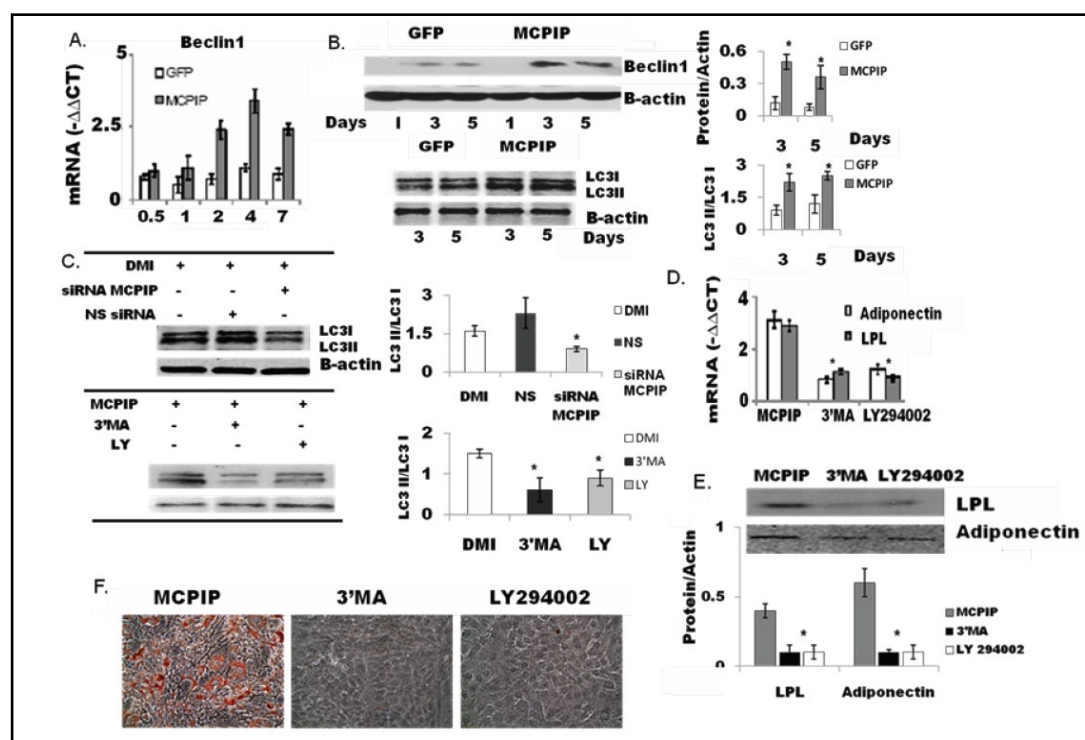 A.
Beclin1
GFP
MCPIP
mRNA (-ΔΔCT)
5
2.5
0
0.5 1 2 4 7
B.
GFP MCPIP
Beclin1
B-actin
Days 1 3 5 1 3 5
GFP MCPIP
LC3I
LC3II
B-actin
3 5 3 5 Days
Protein/Actin
0.6
0.3
0
* *
GFP
MCPIP
3 5 Days
LC3 II/LC3 I
3
1.5
0
* *
GFP
MCPIP
3 5 Days
C.
DMI + + +
siRNA MCPIP - - +
NS siRNA - + -
LC3I
LC3II
B-actin
MCPIP + + +
3'MA - + -
LY - - +
LC3 II/LC3 I
3
1.5
0
*
DMI
NS
siRNA
MCPIP
DMI NS siRNA
MCPIP
LC3 II/LC3 I
2
1
0
* *
DMI
3'MA
LY
DMI 3'MA LY
D.
mRNA (-ΔΔCT)
4
2
0
* *
Adiponectin
LPL
MCPIP 3'MA LY294002
E.
MCPIP 3'MA LY294002
LPL
Adiponectin
Protein/Actin
1
0.5
0
* *
MCPIP
3'MA
LY 294002
LPL Adiponectin
F.
MCPIP 3'MA LY294002